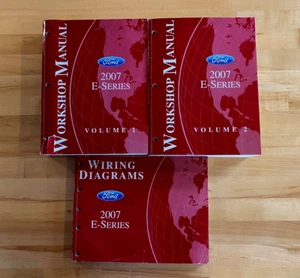 WORKSHOP MANUAL
Ford
2007
E-SERIES
VOLUME 1
WORKSHOP MANUAL
Ford
2007
E-SERIES
VOLUME 2
WIRING
DIAGRAMS
Ford
2007
E-SERIES